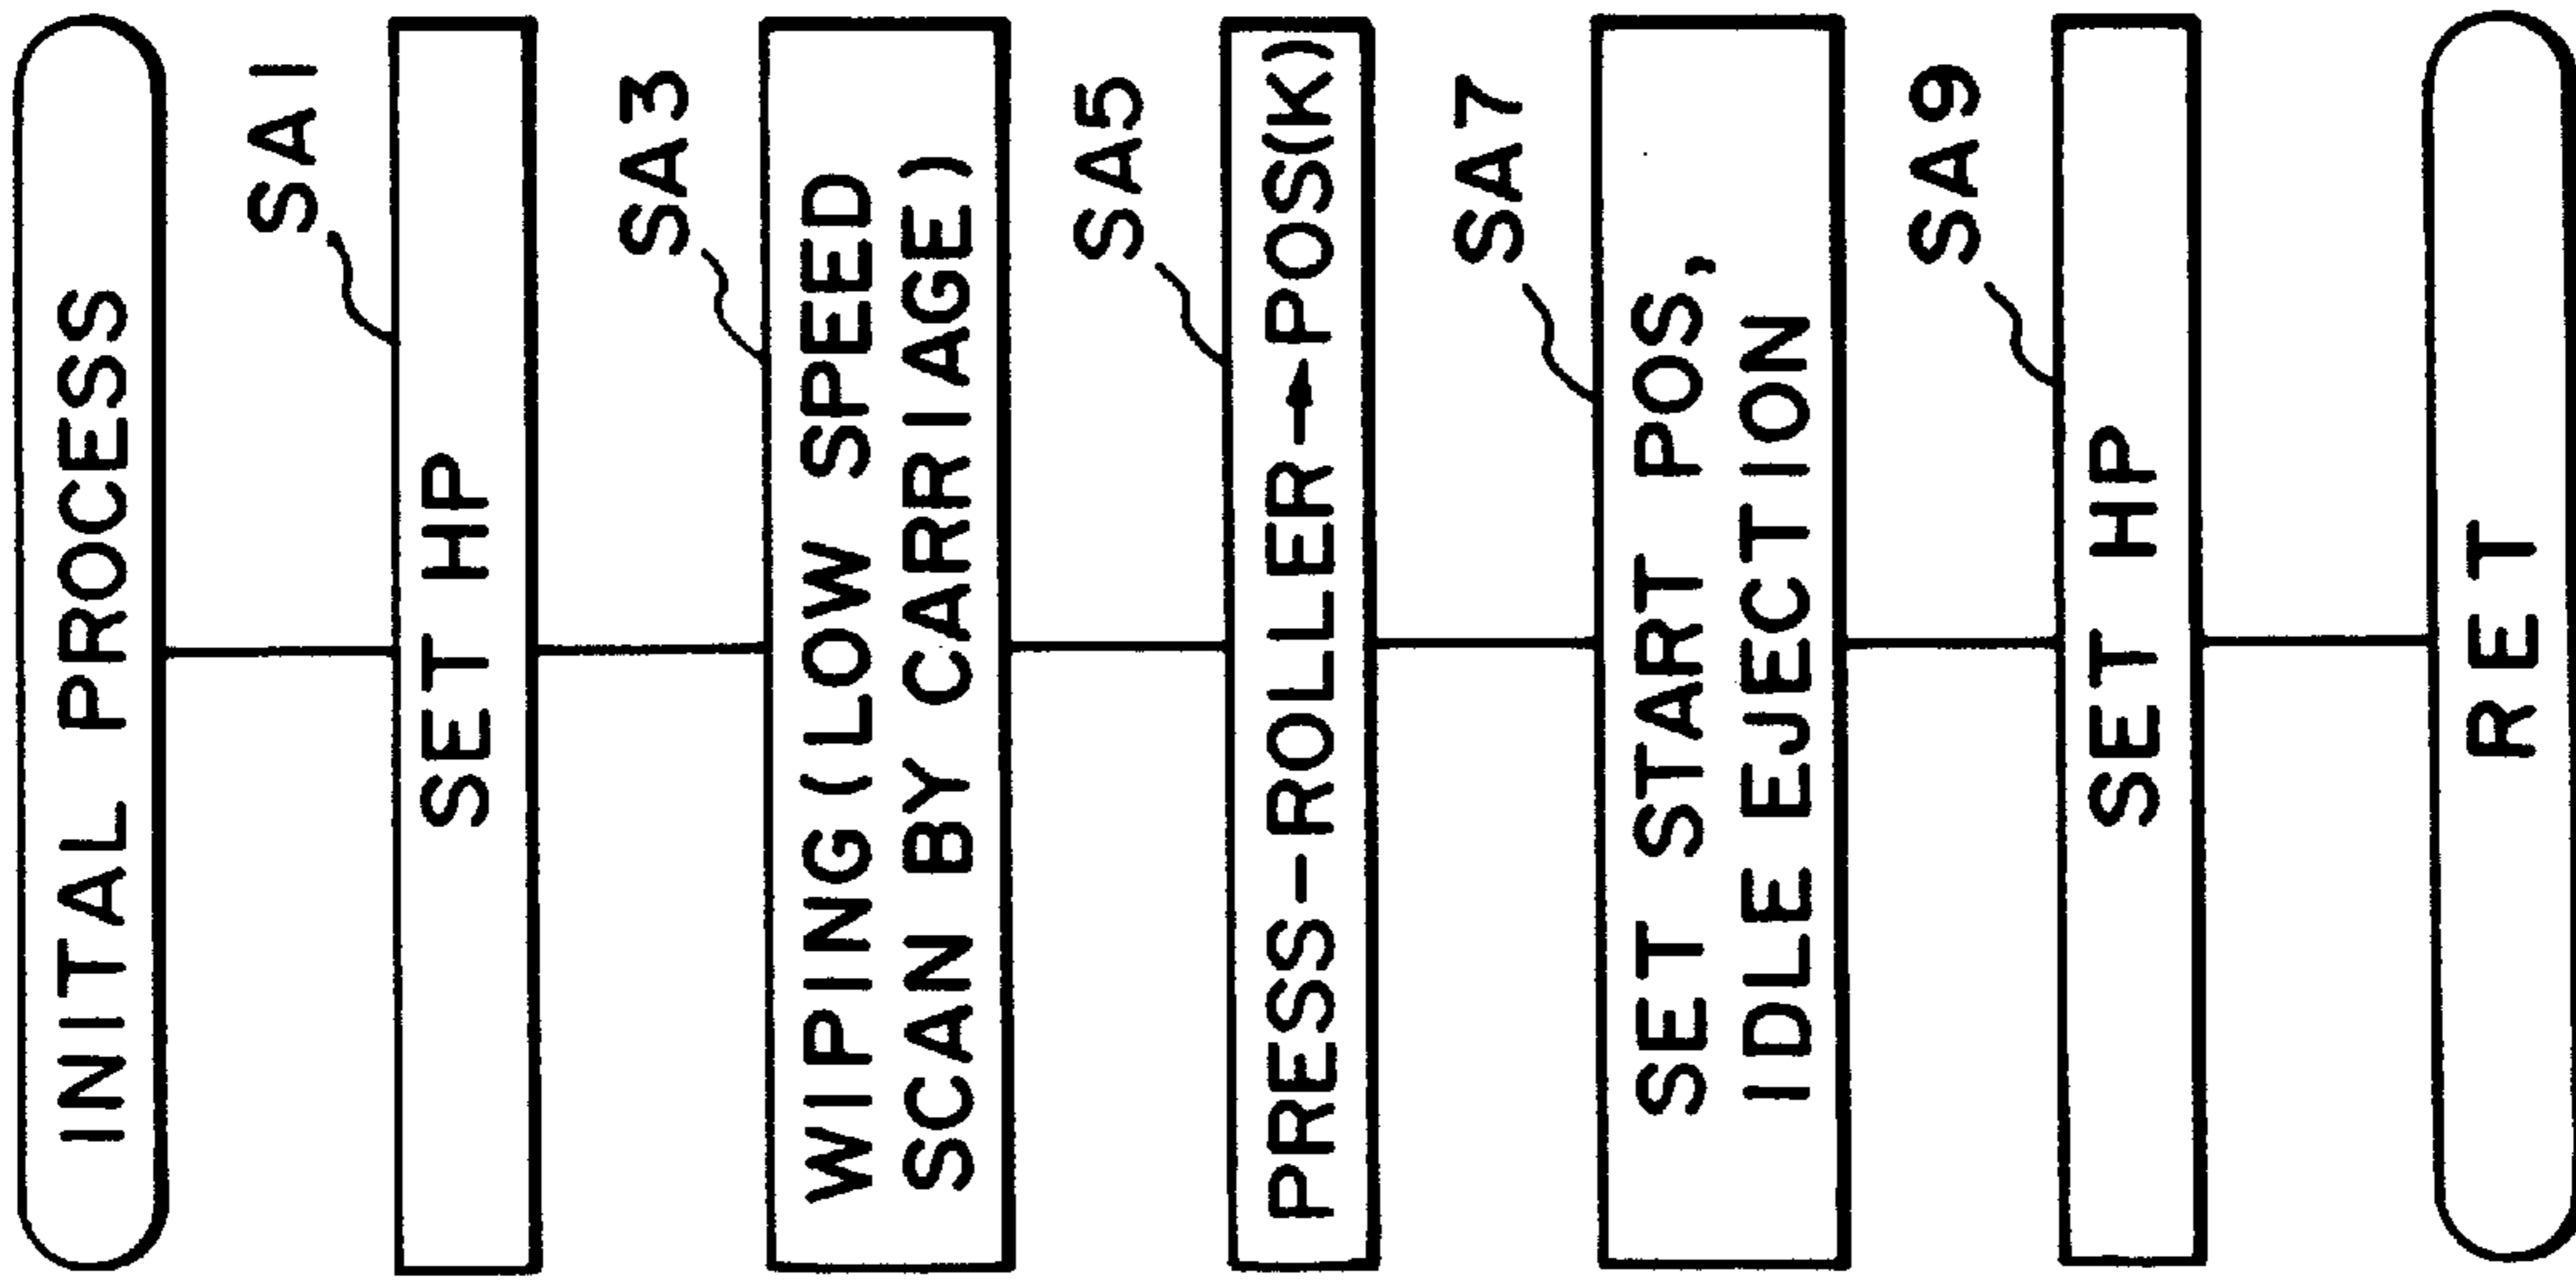 INITAL PROCESS
SA1
SET HP
SA3
WIPING (LOW SPEED
SCAN BY CARRIAGE)
SA5
PRESS-ROLLER→POS(K)
SA7
SET START POS,
IDLE EJECTION
SA9
SET HP
RET